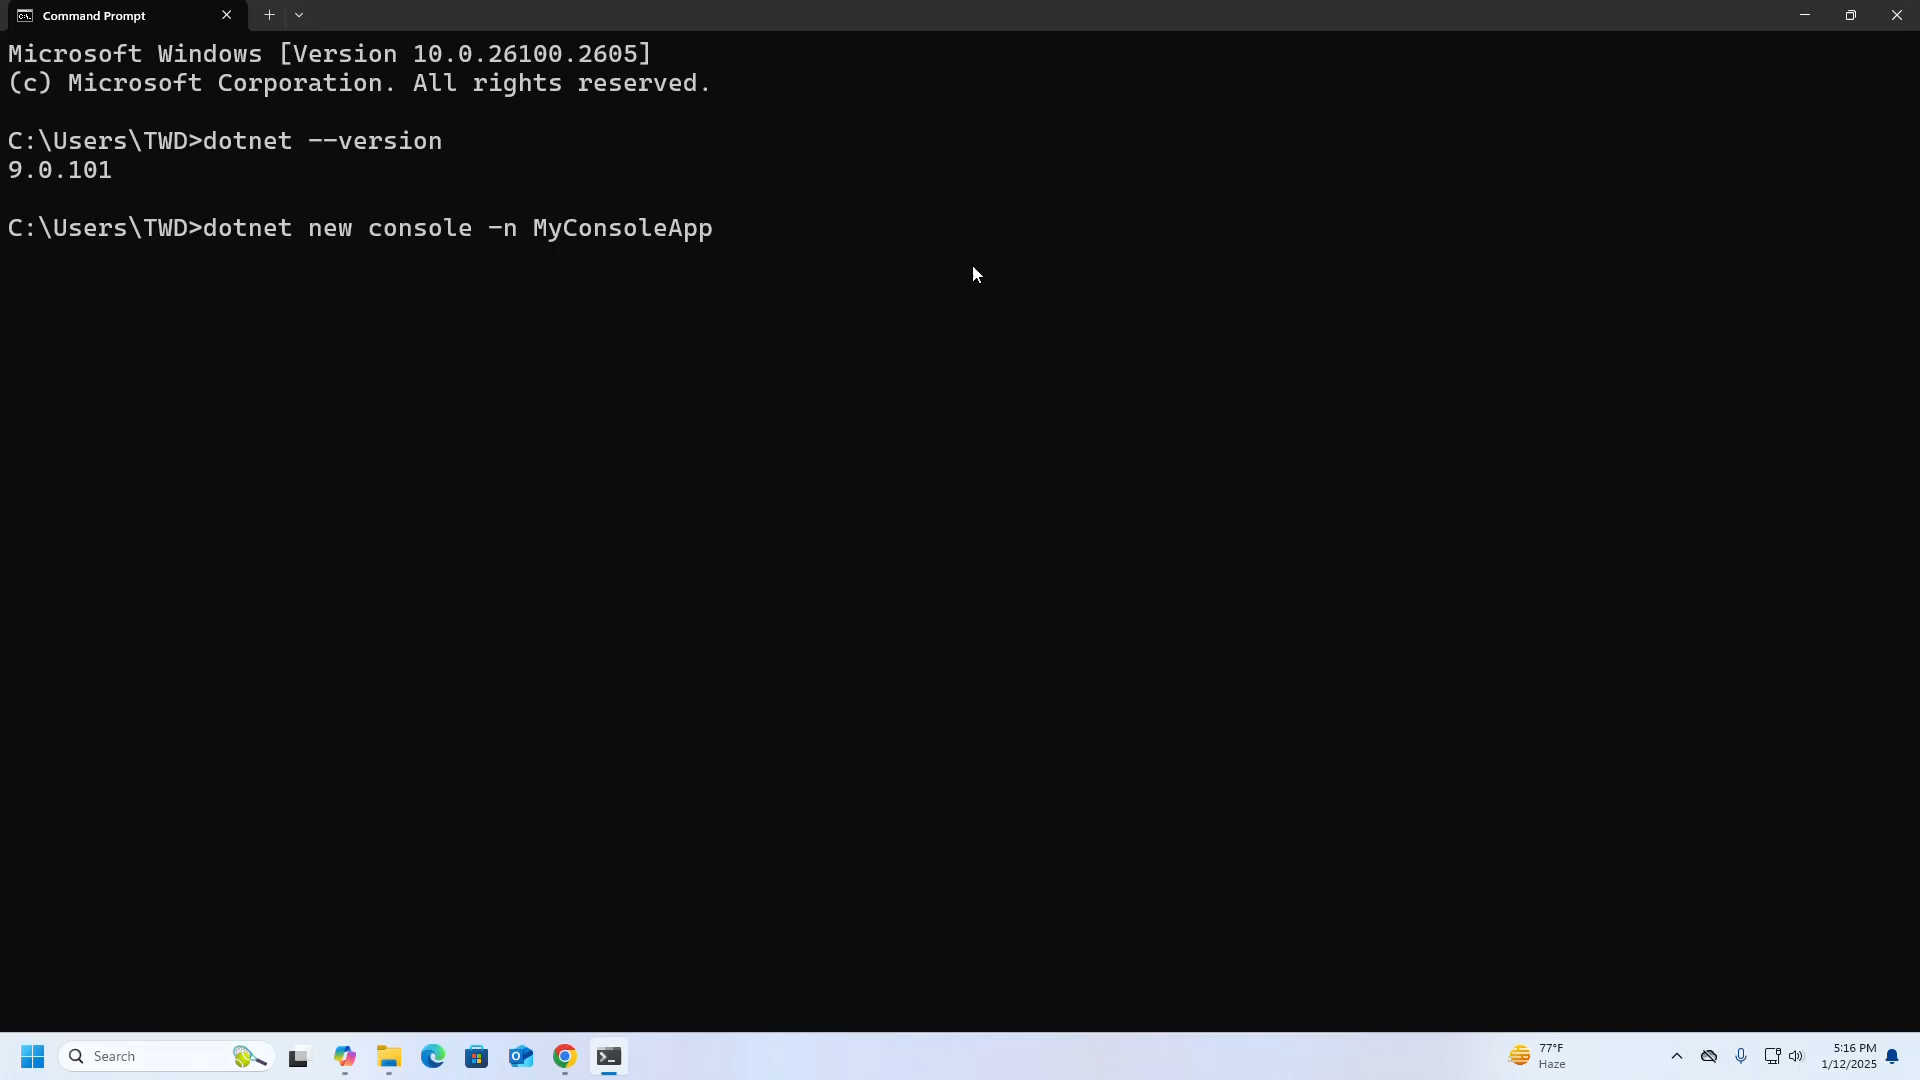 Command Prompt
Microsoft Windows [Version 10.0.26100.2605]
(c) Microsoft Corporation. All rights reserved.
C:\Users\TWD>dotnet --version
9.0.101
C:\Users\TWD>dotnet new console -n MyConsoleApp
Search
77°F
Haze
5:16 PM
1/12/2025